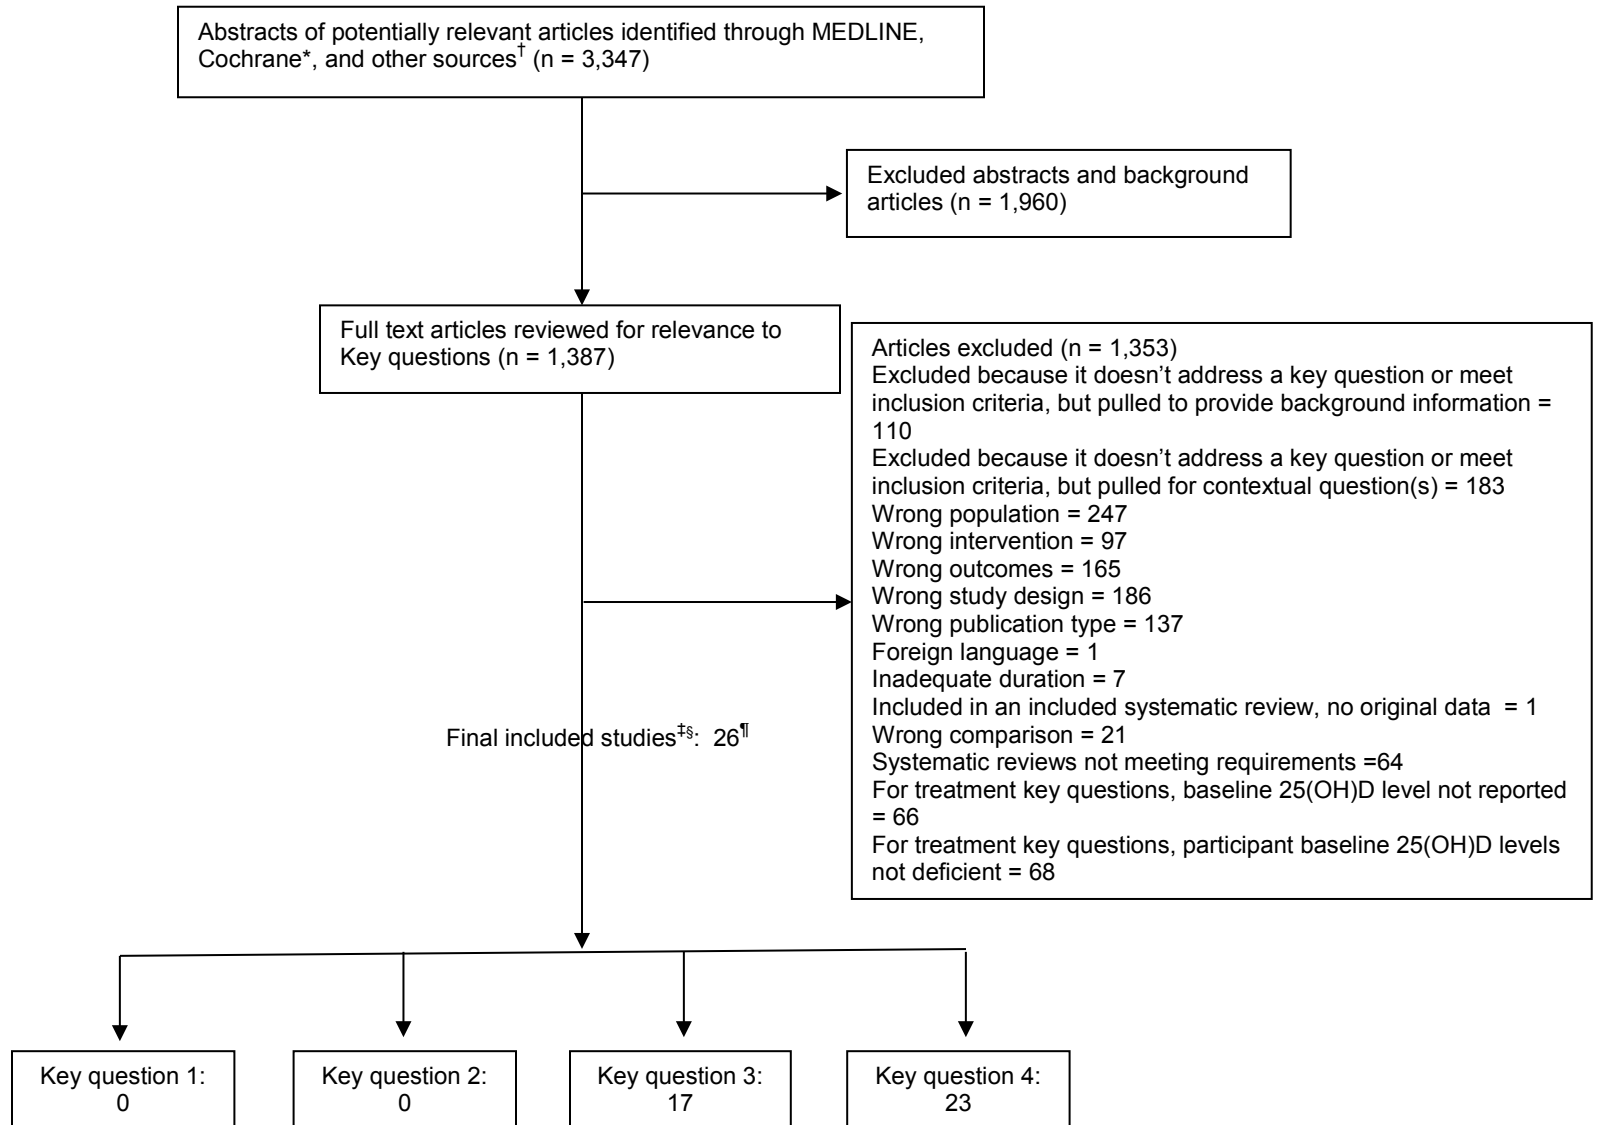 Abstracts of potentially relevant articles identified through MEDLINE,
Cochrane*, and other sources† (n = 3,347)
Excluded abstracts and background
articles (n = 1,960)
Full text articles reviewed for relevance to
Key questions (n = 1,387)
Articles excluded (n = 1,353)
Excluded because it doesn’t address a key question or meet
inclusion criteria, but pulled to provide background information =
110
Excluded because it doesn’t address a key question or meet
inclusion criteria, but pulled for contextual question(s) = 183
Wrong population = 247
Wrong intervention = 97
Wrong outcomes = 165
Wrong study design = 186
Wrong publication type = 137
Foreign language = 1
Inadequate duration = 7
Included in an included systematic review, no original data  = 1
Wrong comparison = 21
Systematic reviews not meeting requirements =64
For treatment key questions, baseline 25(OH)D level not reported
= 66
For treatment key questions, participant baseline 25(OH)D levels
not deficient = 68
Final included studies‡§:  26¶
Key question 1:
0
Key question 2:
0
Key question 3:
17
Key question 4:
23